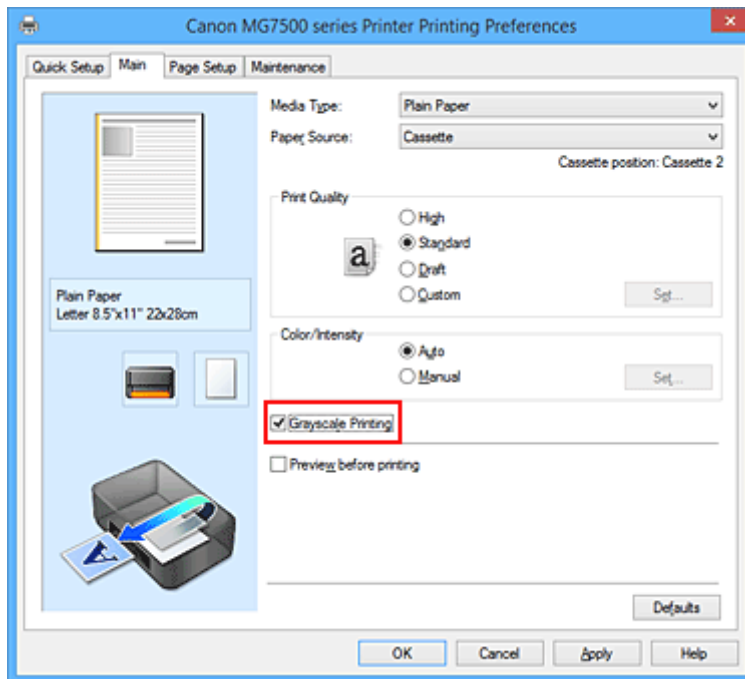 Canon MG7500 series Printer Printing Preferences
Quick Setup Main Page Setup Maintenance
Media Type: Plain Paper
Paper Source: Cassette
Cassette position: Cassette 2
Print Quality
High
a Standard
Draft
Custom Set...
Plain Paper
Letter 8.5"x11" 22x28cm
Color/Intensity
Auto
Manual Set...
Grayscale Printing
Preview before printing
A
Defaults
OK Cancel Apply Help